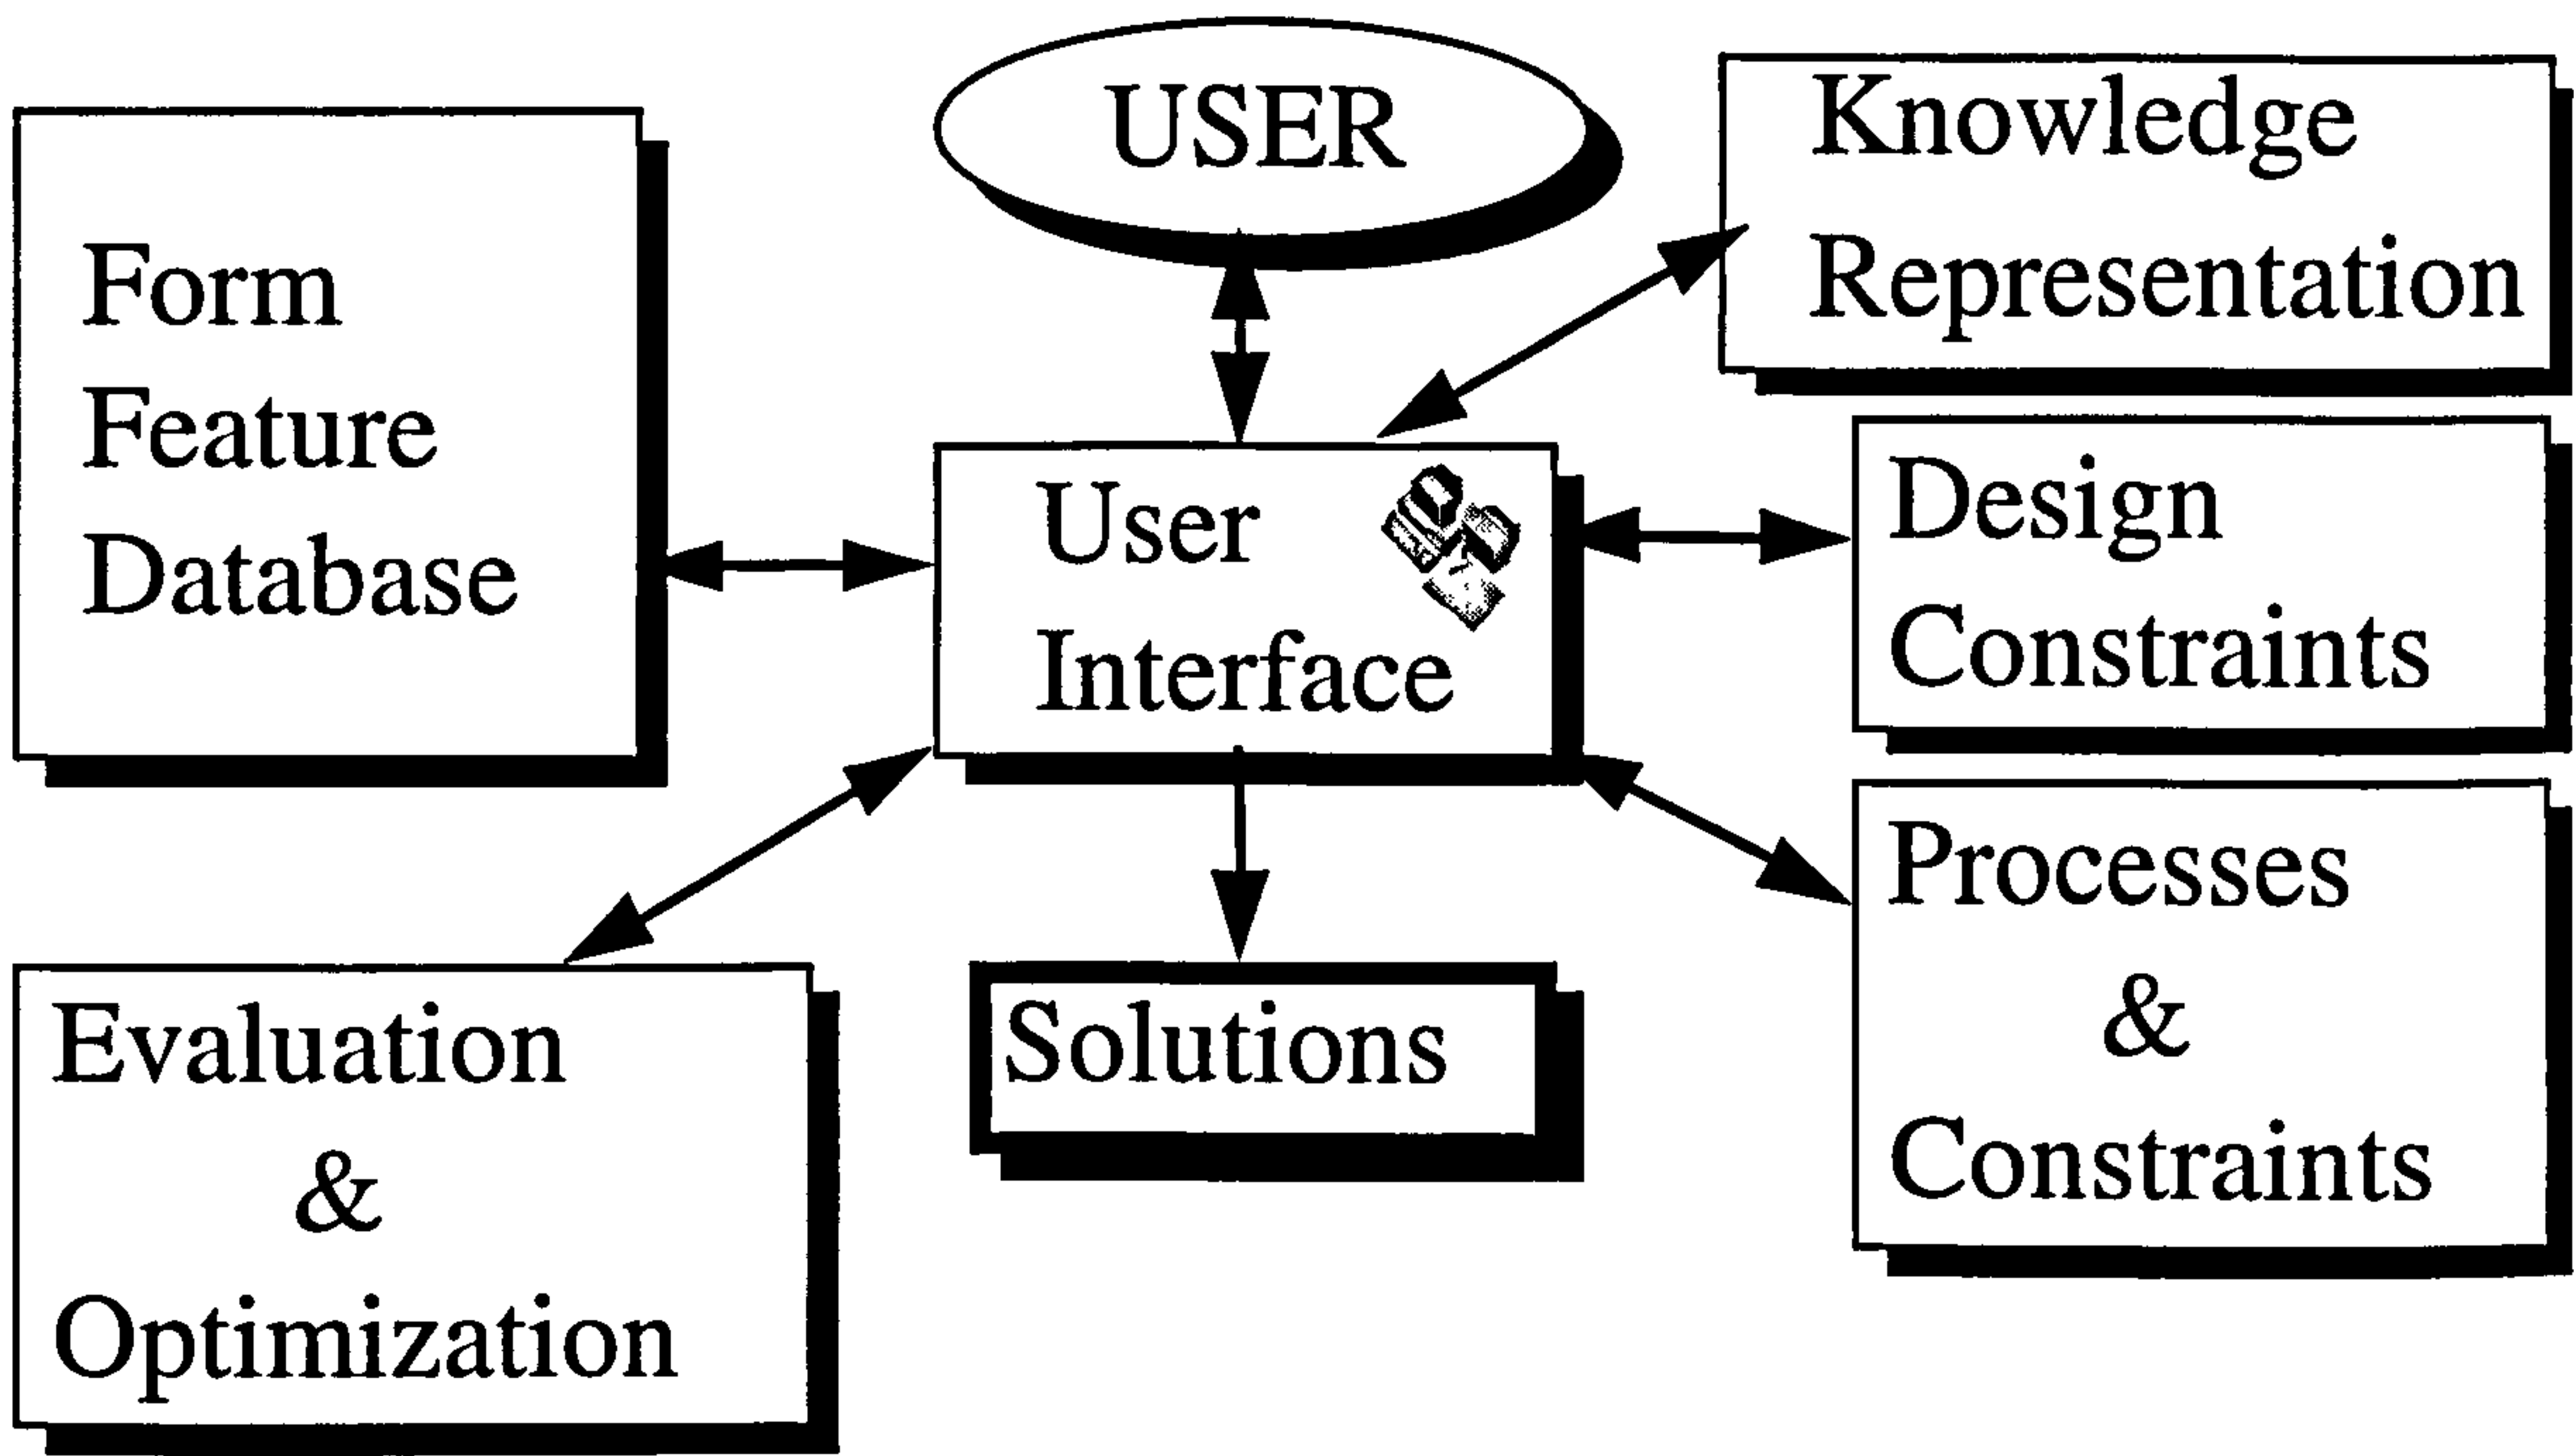 USER
Knowledge
Representation
Form
Feature
Database
User
Interface
Design
Constraints
Processes
&
Constraints
Evaluation
&
Optimization
Solutions